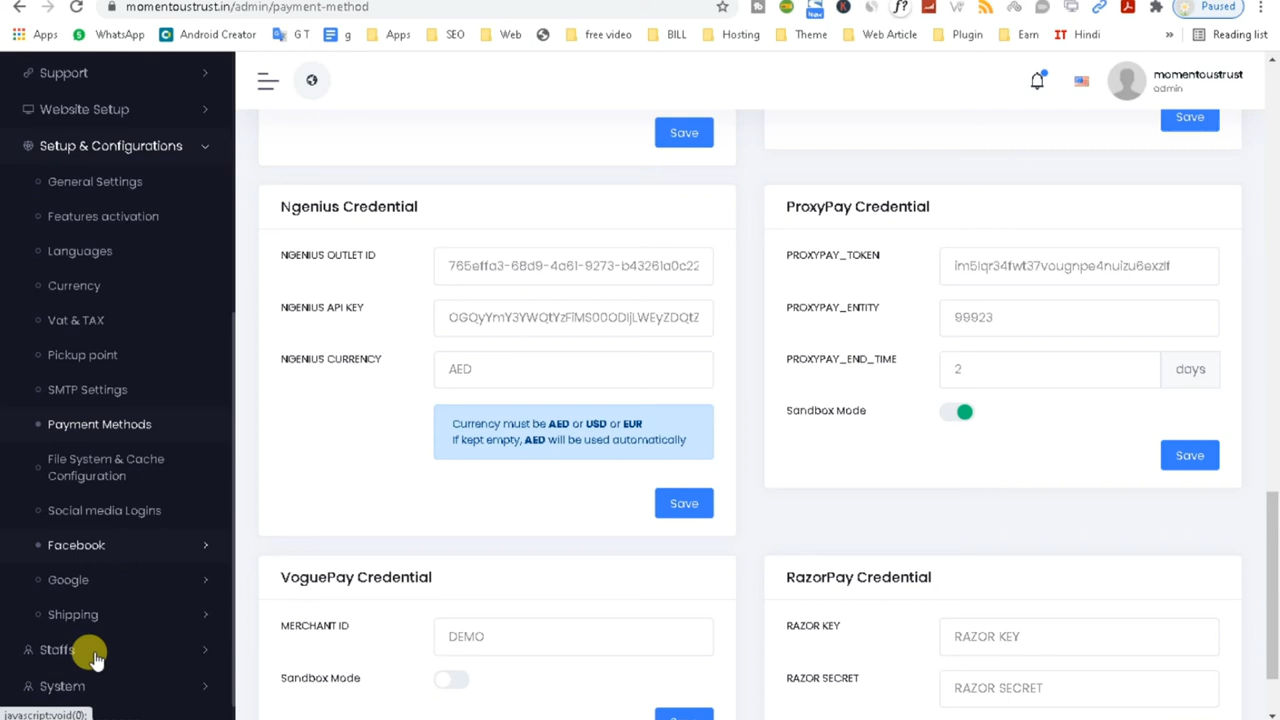 momentoustrust.in/admin/payment-method
Paused
Apps
WhatsApp
Android Creator
G T
g
Apps
SEO
Web
free video
BILL
Hosting
Theme
Web Article
Plugin
Earn
IT Hindi
»
Reading list
Support
Website Setup
Setup & Configurations
General Settings
Features activation
Languages
Currency
Vat & TAX
Pickup point
SMTP Settings
Payment Methods
File System & Cache
Configuration
Social media Logins
Facebook
Google
Shipping
Staffs
System
javascript:void(0);
momentoustrust
admin
Save
Save
Ngenius Credential
NGENIUS OUTLET ID
765effa3-68d9-4a61-9273-b43261a0c22
NGENIUS API KEY
NGENIUS CURRENCY
AED
Currency must be AED or USD or EUR
If kept empty, AED will be used automatically
Save
ProxyPay Credential
PROXYPAY_TOKEN
PROXYPAY_ENTITY
99923
PROXYPAY_END_TIME
2
days
Sandbox Mode
Save
VoguePay Credential
MERCHANT ID
DEMO
Sandbox Mode
RazorPay Credential
RAZOR KEY
RAZOR KEY
RAZOR SECRET
RAZOR SECRET